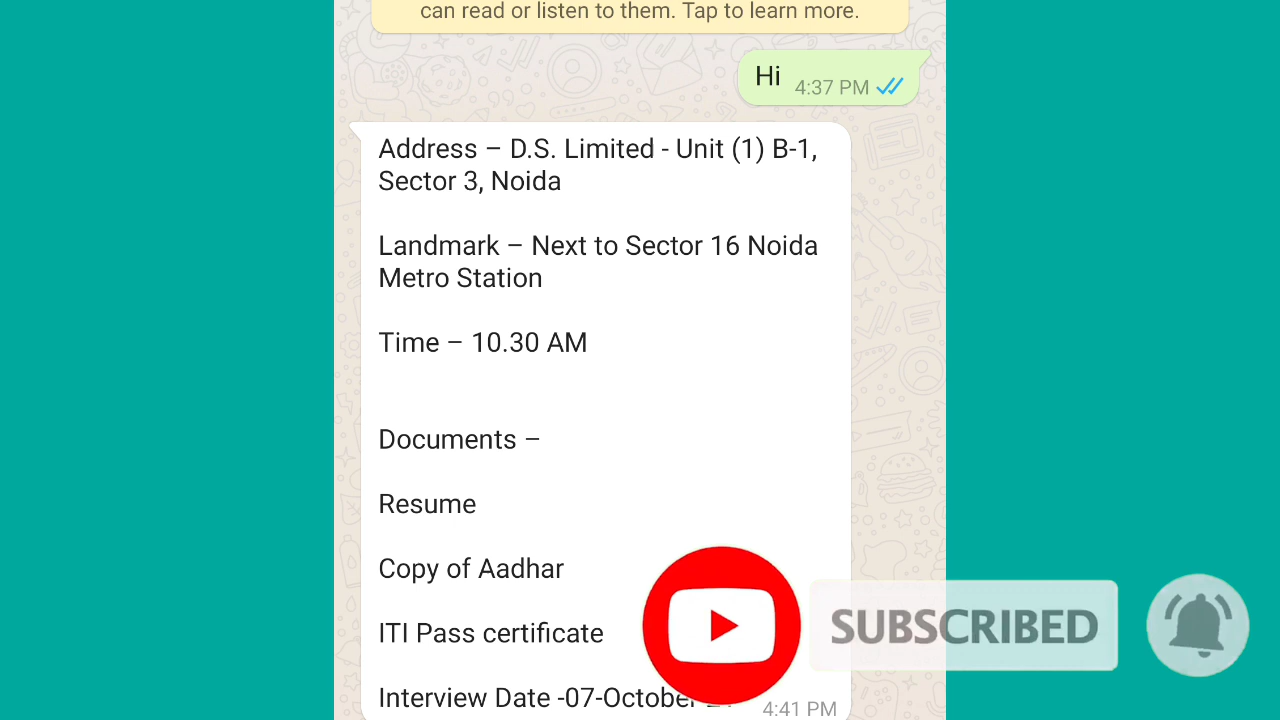 can read or listen to them. Tap to learn more.
Hi 4:37 PM
Address – D.S. Limited - Unit (1) B-1,
Sector 3, Noida
Landmark – Next to Sector 16 Noida
Metro Station
Time – 10.30 AM
Documents –
Resume
Copy of Aadhar
ITI Pass certificate
SUBSCRIBED
Interview Date -07-October
4:41 PM